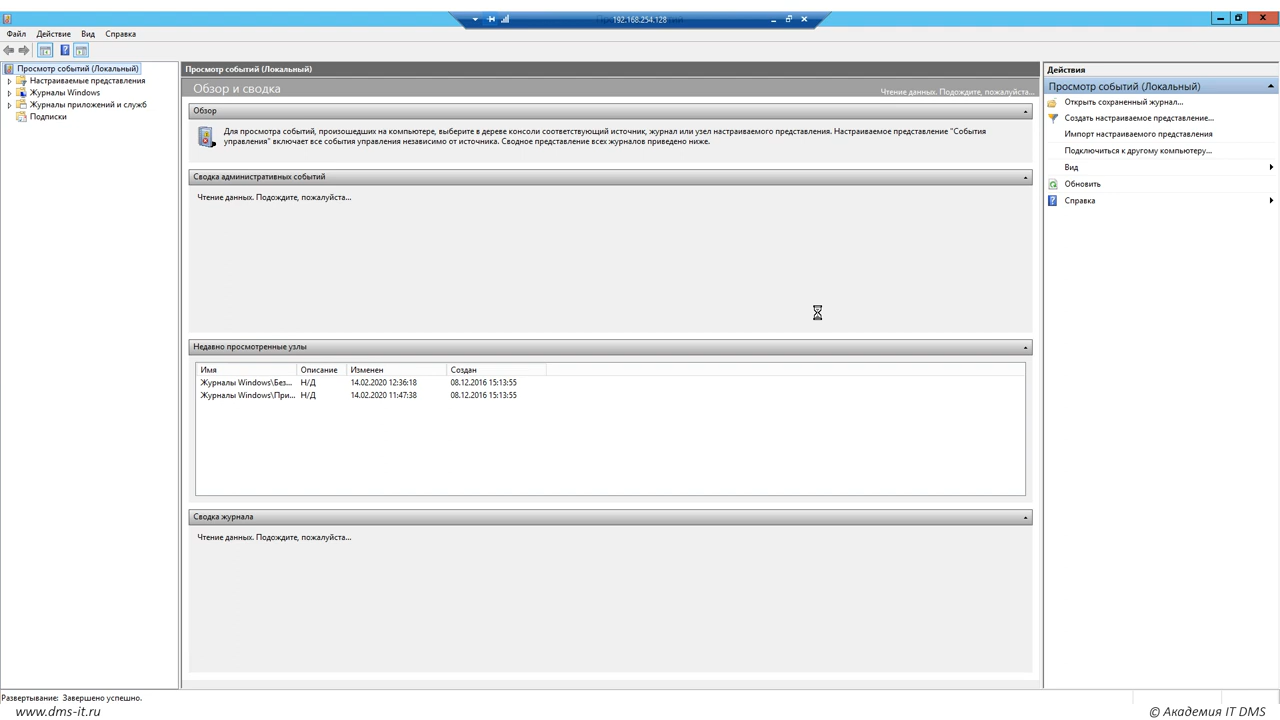 192.168.254.128
Файл Действие Вид Справка
Просмотр событий (Локальный)
Настраиваемые представления
Журналы Windows
Журналы приложений и служб
Подписки
Просмотр событий (Локальный)
Обзор и сводка
Чтение данных. Подождите, пожалуйста...
Обзор
Для просмотра событий, произошедших на компьютере, выберите в дереве консоли соответствующий источник, журнал или узел настраиваемого представления. Настраиваемое представление "События
управления" включает все события управления независимо от источника. Сводное представление всех журналов приведено ниже.
Сводка административных событий
Чтение данных. Подождите, пожалуйста...
Недавно просмотренные узлы
Имя Описание Изменен Создан
Журналы Windows\Без... Н/Д 14.02.2020 12:36:18 08.12.2016 15:13:55
Журналы Windows\При... Н/Д 14.02.2020 11:47:38 08.12.2016 15:13:55
Сводка журнала
Чтение данных. Подождите, пожалуйста...
Действия
Просмотр событий (Локальный)
Открыть сохраненный журнал...
Создать настраиваемое представление...
Импорт настраиваемого представления
Подключиться к другому компьютеру...
Вид
Обновить
Справка
Развертывание: Завершено успешно.
www.dms-it.ru
© Академия IT DMS